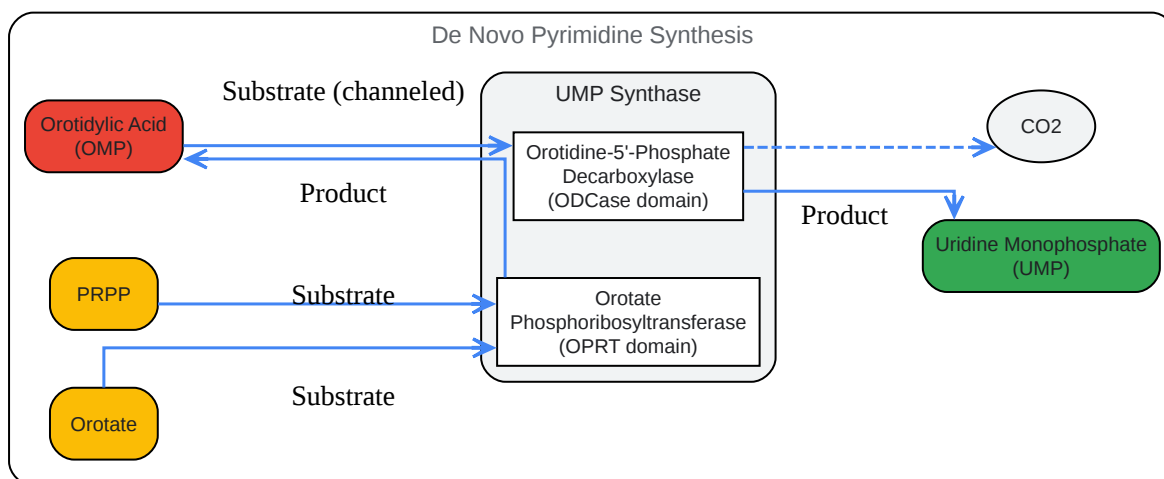 De Novo Pyrimidine Synthesis
Substrate (channeled)
UMP Synthase
Orotidylic Acid
(OMP)
CO2
Orotidine-5'-Phosphate
Decarboxylase
(ODCase domain)
Product
Product
Uridine Monophosphate
(UMP)
PRPP
Substrate
Orotate
Phosphoribosyltransferase
(OPRT domain)
Substrate
Orotate